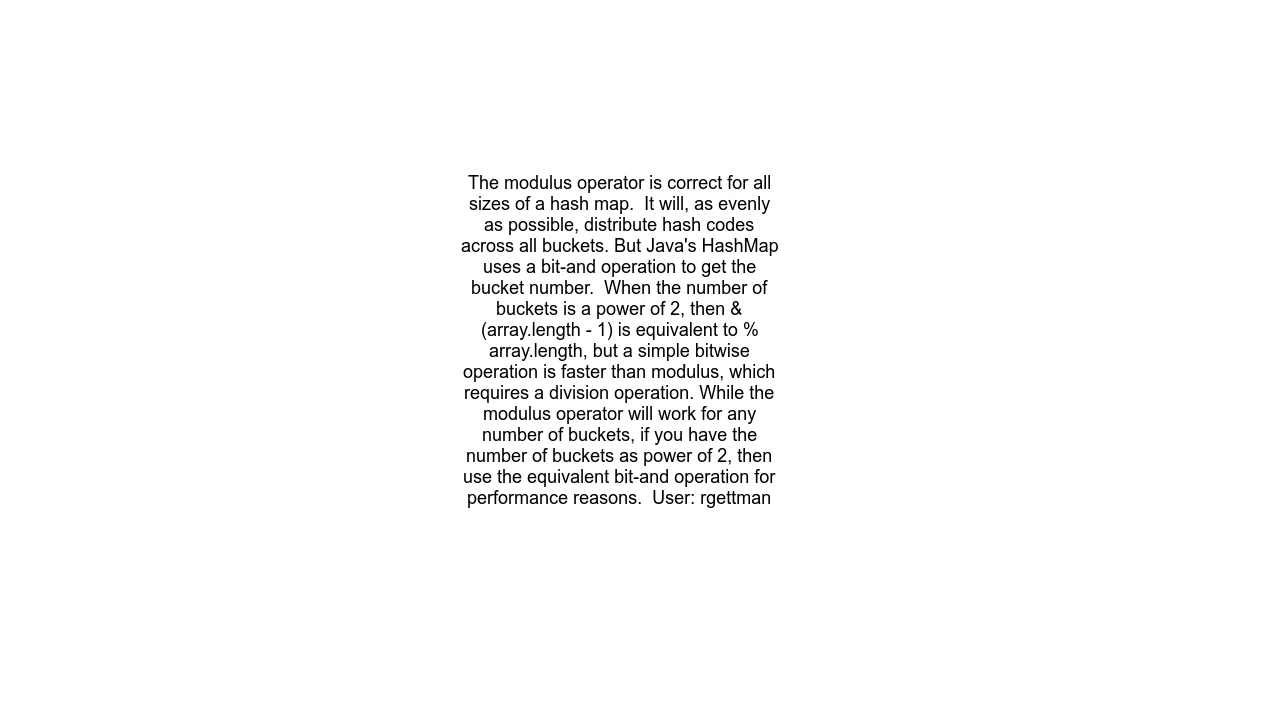 The modulus operator is correct for all
sizes of a hash map.  It will, as evenly
as possible, distribute hash codes
across all buckets. But Java's HashMap
uses a bit-and operation to get the
bucket number.  When the number of
buckets is a power of 2, then &
(array.length - 1) is equivalent to %
array.length, but a simple bitwise
operation is faster than modulus, which
requires a division operation. While the
modulus operator will work for any
number of buckets, if you have the
number of buckets as power of 2, then
use the equivalent bit-and operation for
performance reasons.  User: rgettman